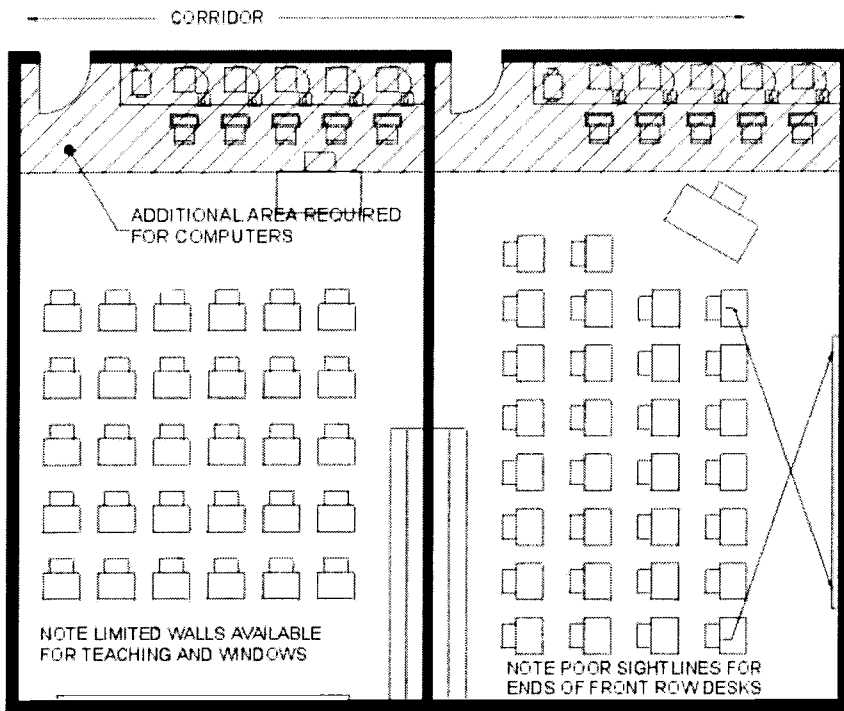 CORRIDOR
ADDITIONAL AREA REQUIRED
FOR COMPUTERS
NOTE LIMITED WALLS AVAILABLE
FOR TEACHING AND WINDOWS
NOTE POOR SIGHTLINES FOR
ENDS OF FRONT ROW DESKS